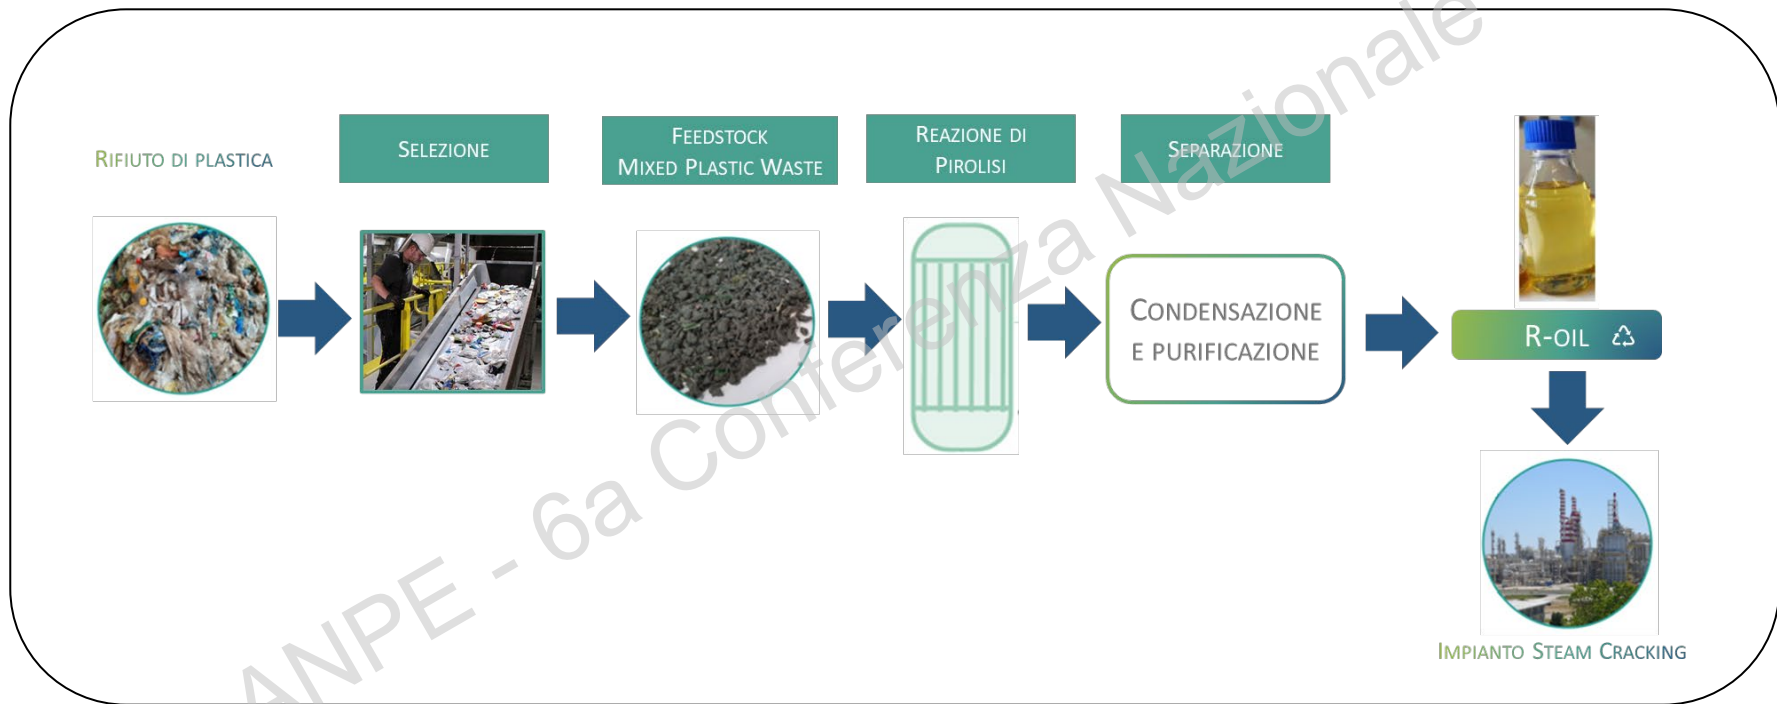 RIFIUTO DI PLASTICA
SELEZIONE
FEEDSTOCK
MIXED PLASTIC WASTE
REAZIONE DI
PIROLISI
SEPARAZIONE
CONDENSAZIONE
E PURIFICAZIONE
R-OIL
IMPIANTO STEAM CRACKING
ANPE - 6a Conferenza Nazionale